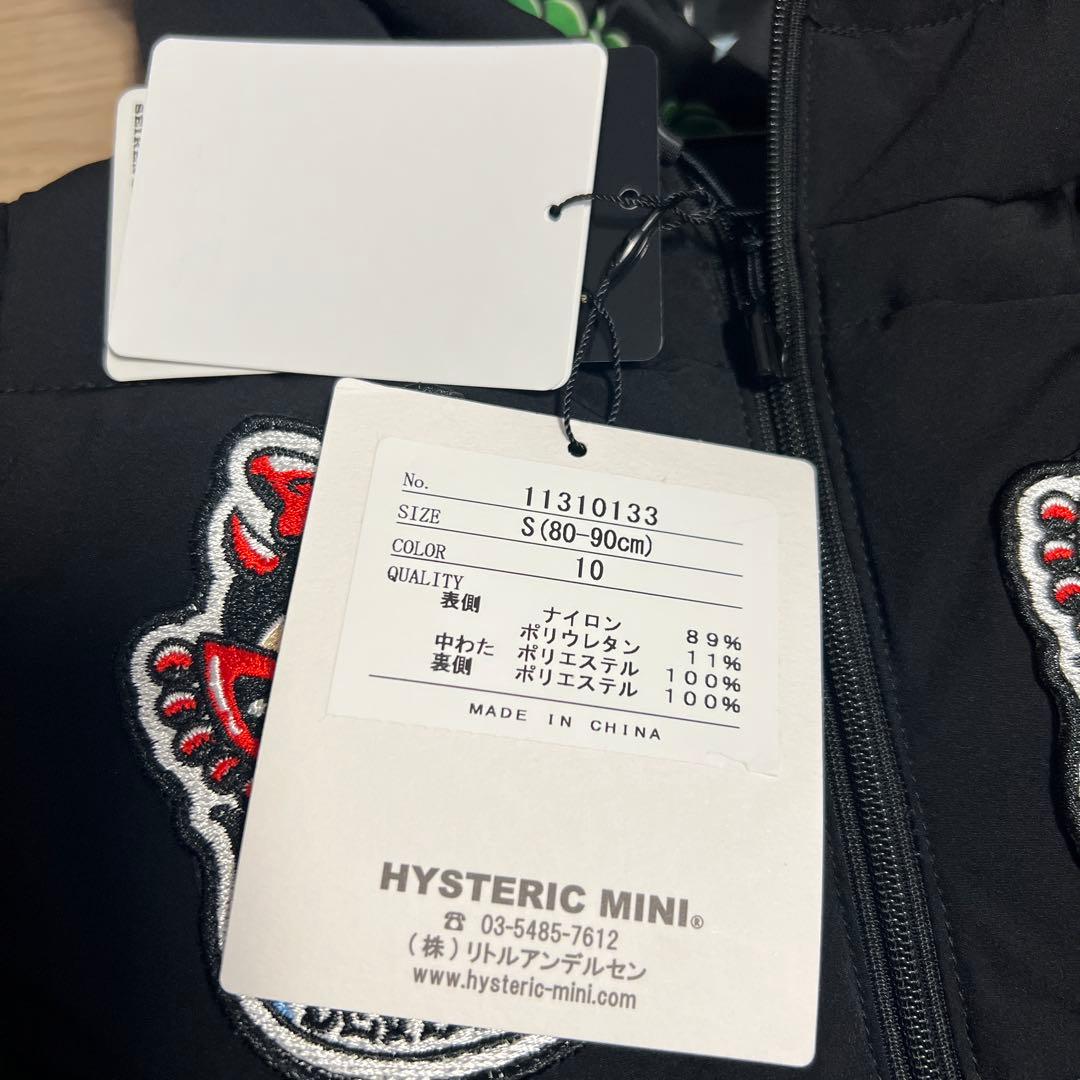 No. 11310133
SIZE S(80-90cm)
COLOR 10
QUALITY
表側 ナイロン 89%
ポリウレタン 11%
中わた ポリエステル 100%
裏側 ポリエステル 100%
MADE IN CHINA
HYSTERIC MINI®
☎ 03-5485-7612
(株)リトルアンデルセン
www.hysteric-mini.com